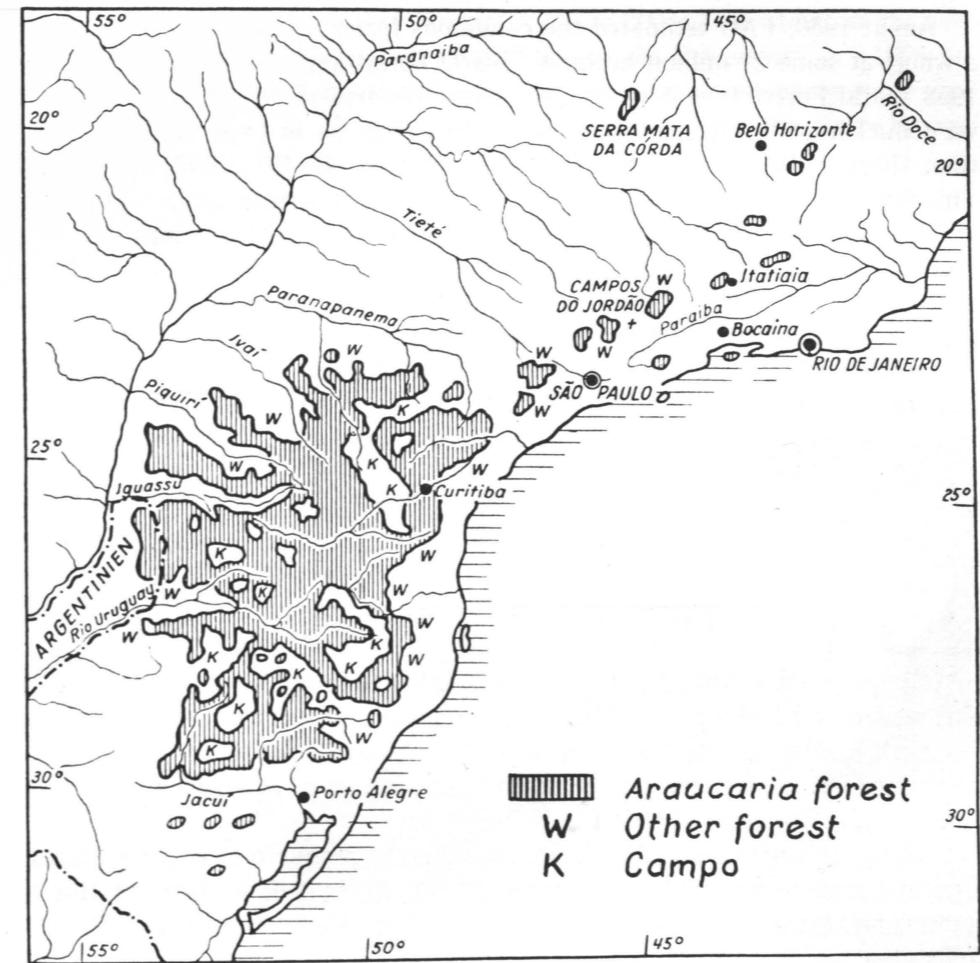 55°
50°
45°
Paranaiba
Rio Doce
SERRA MATA
DA CÓRDA
Belo Horizonte
20°
20°
Tieté
CAMPOS
DO JORDÃO
W
Itatiaia
Paranapanema
Paraiba
Bocaina
W
RIO DE JANEIRO
Ivaí
W
W
SÃO PAULO
Piquirí
W
K
W
25°
W
K
W
K
Curitiba
25°
Iguassú
W
ARGENTINIEN
K
W
K
W
Rio Uruguay
W
W
K
K
W
K
K
K
W
K
30°
Jacuí
Porto Alegre
Araucaria forest
W Other forest
K Campo
30°
55°
50°
45°